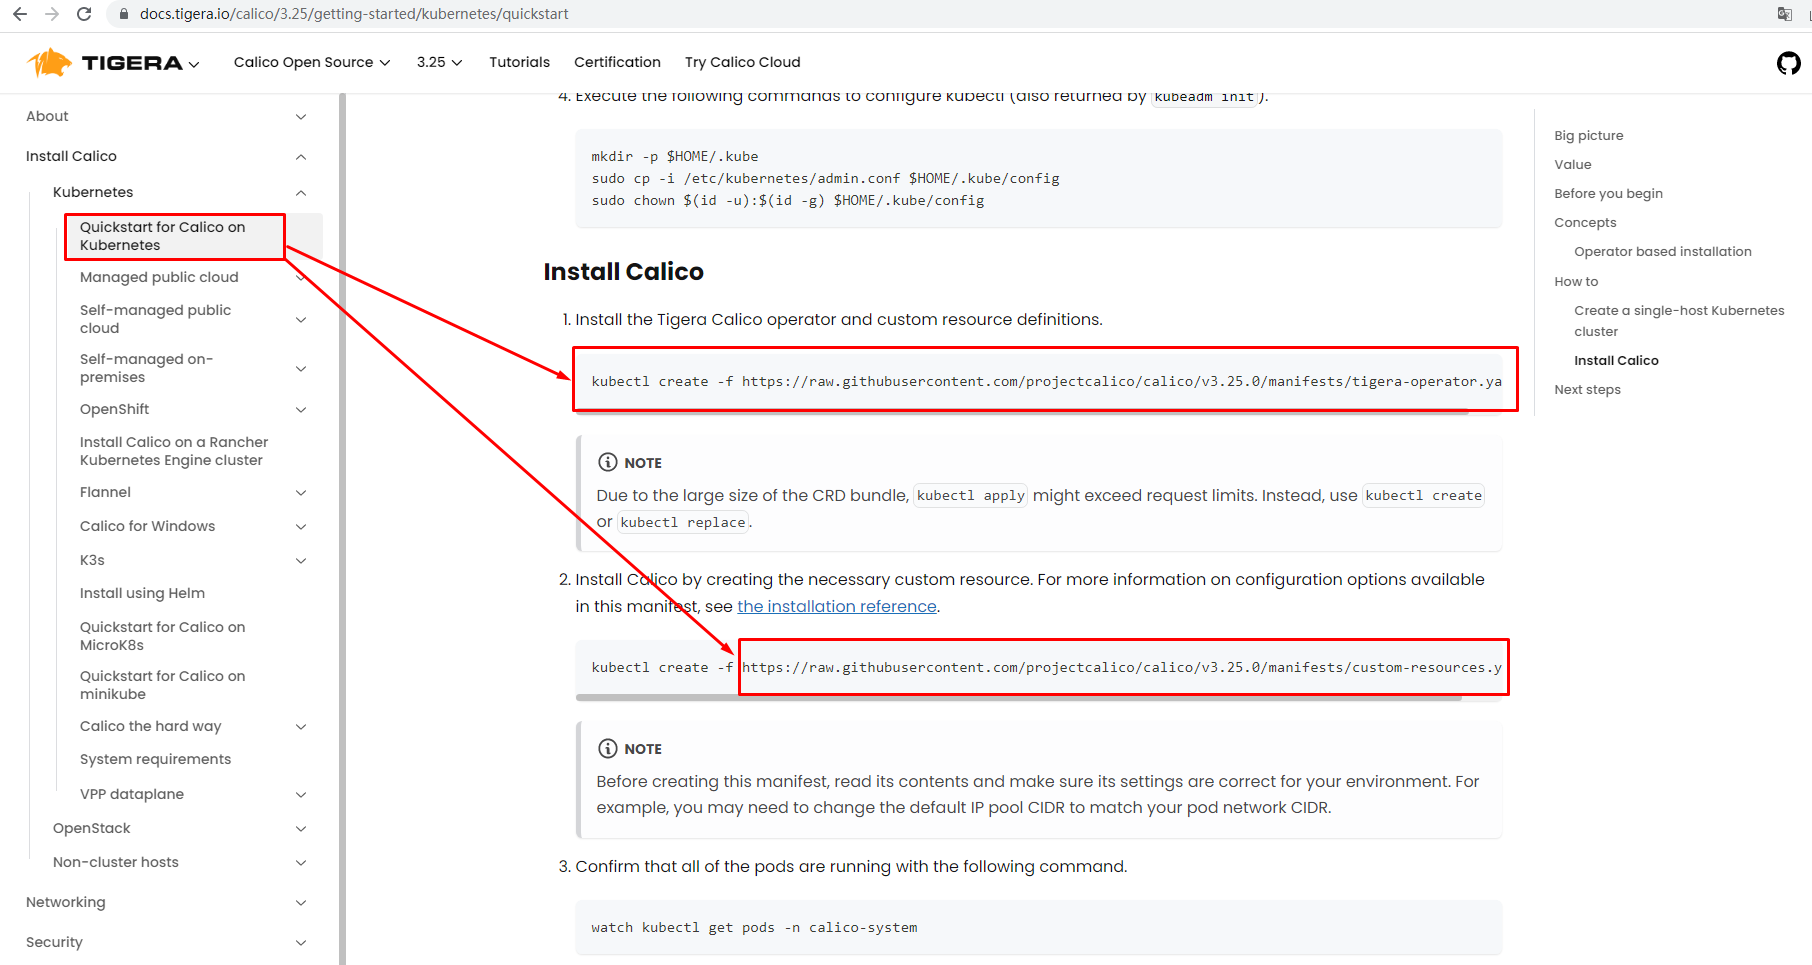 docs.tigera.io/calico/3.25/getting-started/kubernetes/quickstart
TIGERA
Calico Open Source
3.25
Tutorials
Certification
Try Calico Cloud
About
Install Calico
Kubernetes
Quickstart for Calico on
Kubernetes
Managed public cloud
Self-managed public
cloud
Self-managed on-
premises
OpenShift
Install Calico on a Rancher
Kubernetes Engine cluster
Flannel
Calico for Windows
K3s
Install using Helm
Quickstart for Calico on
MicroK8s
Quickstart for Calico on
minikube
Calico the hard way
System requirements
VPP dataplane
OpenStack
Non-cluster hosts
Networking
Security
4. Execute the following commands to configure kubectl (also returned by kubeadm init).
mkdir -p $HOME/.kube
sudo cp -i /etc/kubernetes/admin.conf $HOME/.kube/config
sudo chown $(id -u):$(id -g) $HOME/.kube/config
Install Calico
1. Install the Tigera Calico operator and custom resource definitions.
kubectl create -f https://raw.githubusercontent.com/projectcalico/calico/v3.25.0/manifests/tigera-operator.ya
NOTE
Due to the large size of the CRD bundle, kubectl apply might exceed request limits. Instead, use kubectl create
or kubectl replace.
2. Install Calico by creating the necessary custom resource. For more information on configuration options available
in this manifest, see the installation reference.
kubectl create -f https://raw.githubusercontent.com/projectcalico/calico/v3.25.0/manifests/custom-resources.y
NOTE
Before creating this manifest, read its contents and make sure its settings are correct for your environment. For
example, you may need to change the default IP pool CIDR to match your pod network CIDR.
3. Confirm that all of the pods are running with the following command.
watch kubectl get pods -n calico-system
Big picture
Value
Before you begin
Concepts
Operator based installation
How to
Create a single-host Kubernetes
cluster
Install Calico
Next steps